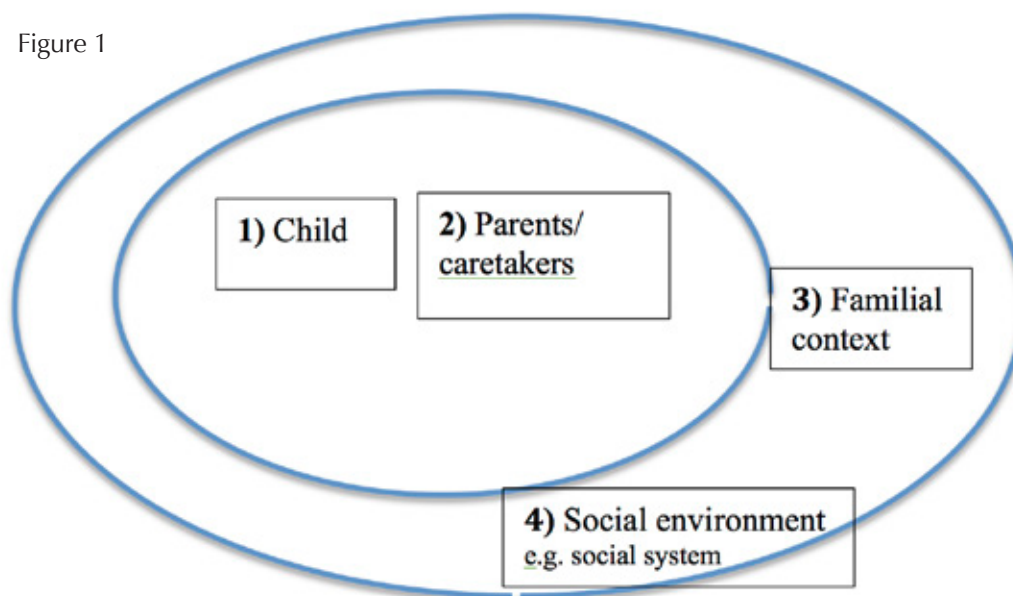 Figure 1
1) Child
2) Parents/
caretakers
3) Familial
context
4) Social environment
e.g. social system